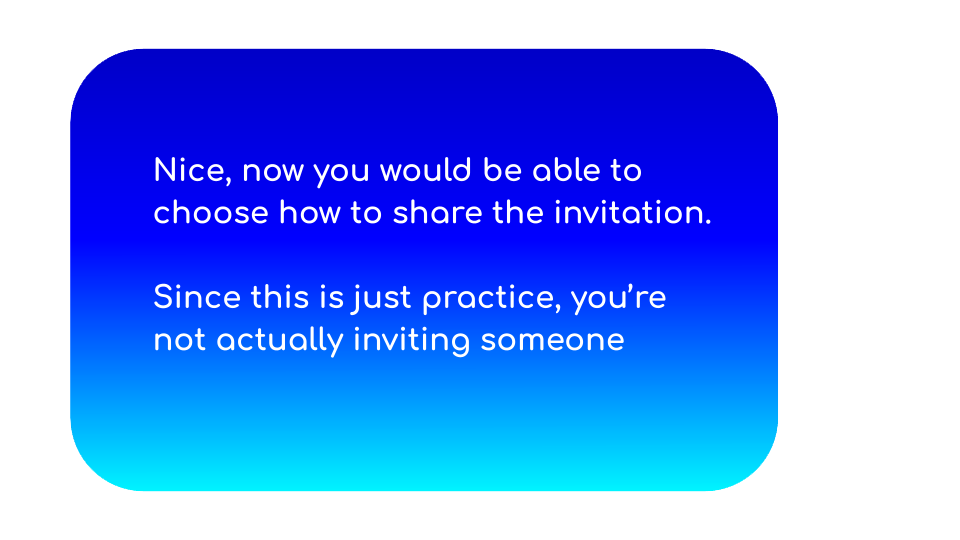 Nice, now you would be able to
choose how to share the invitation.
Since this is just practice, you’re
not actually inviting someone